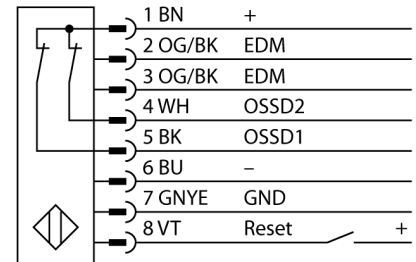 1 BN +
2 OG/BK EDM
3 OG/BK EDM
4 WH OSSD2
5 BK OSSD1
6 BU –
7 GNYE GND
8 VT Reset +